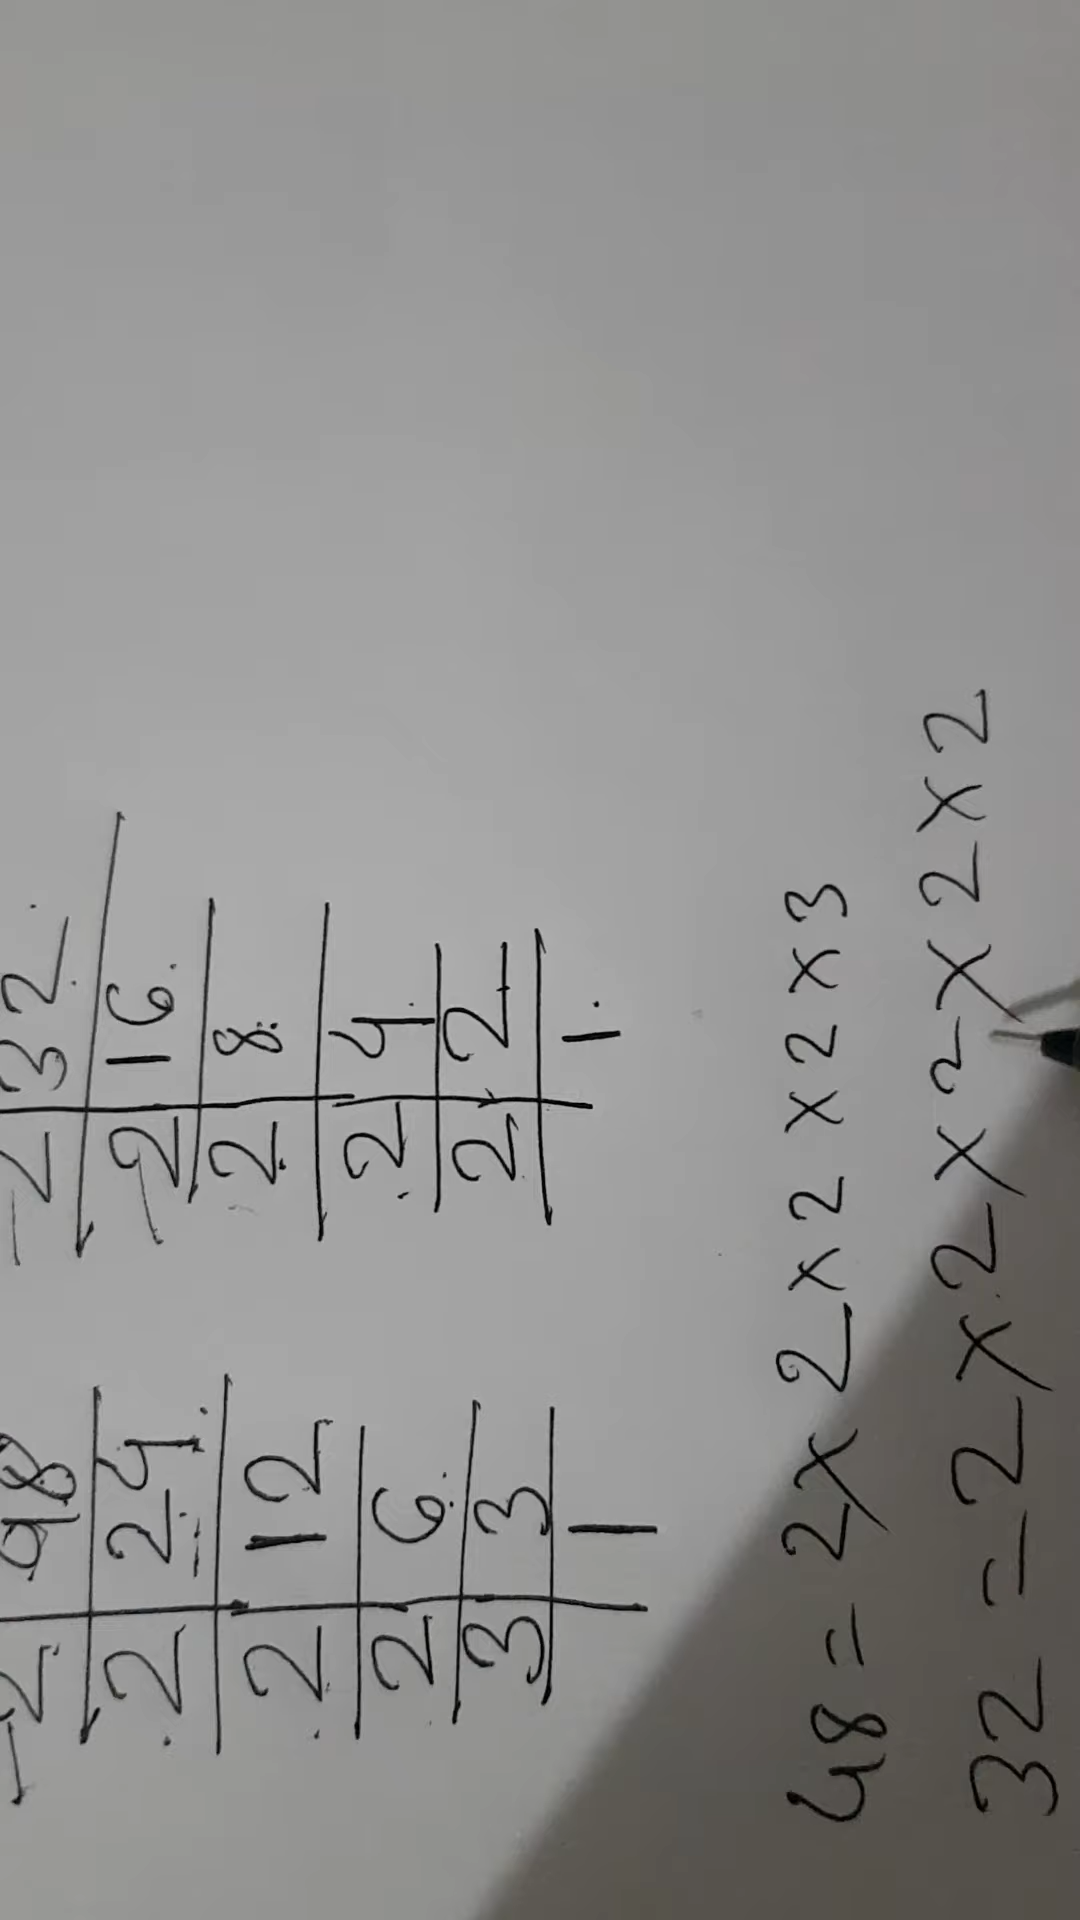 2 | 48   2 | 32
2 | 24   2 | 16
2 | 12   2 | 8
2 | 6   2 | 4
3 | 3   2 | 2
1   1
48 = 2 × 2 × 2 × 2 × 3
32 = 2 × 2 × 2 × 2 × 2